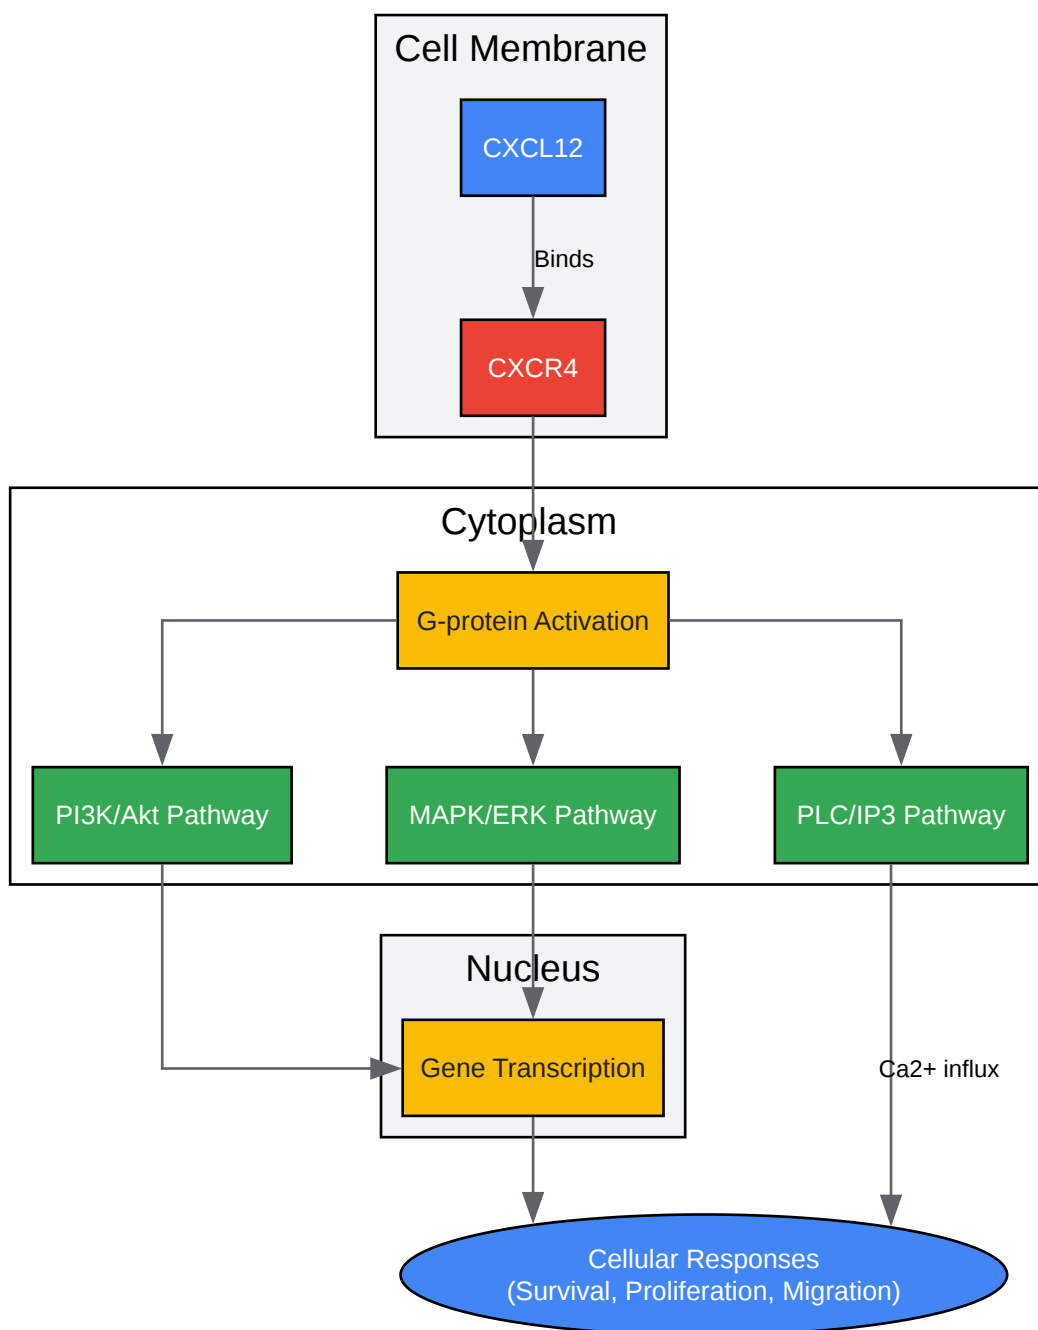 Cell Membrane
CXCL12
Binds
CXCR4
Cytoplasm
G-protein Activation
PI3K/Akt Pathway
MAPK/ERK Pathway
PLC/IP3 Pathway
Nucleus
Gene Transcription
Ca2+ influx
Cellular Responses
(Survival, Proliferation, Migration)